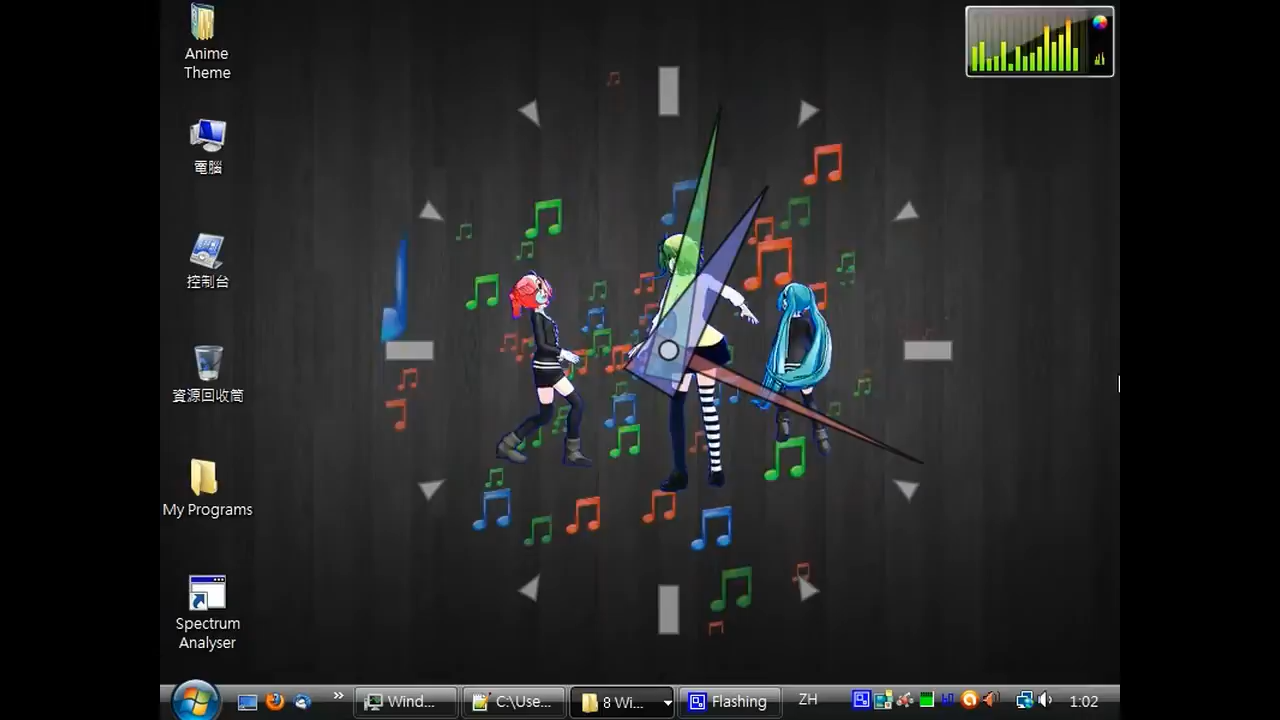 Anime
Theme
電腦
控制台
資源回收筒
My Programs
Spectrum
Analyser
Wind...
C:\Use...
8 Wi...
Flashing
ZH
1:02